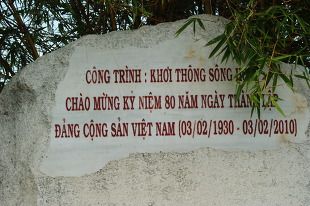 CÔNG TRÌNH : KHƠI THÔNG SÔNG
CHÀO MỪNG KỶ NIỆM 80 NĂM NGÀY THÀNH LẬP
ĐẢNG CỘNG SẢN VIỆT NAM (03/02/1930 - 03/02/2010)